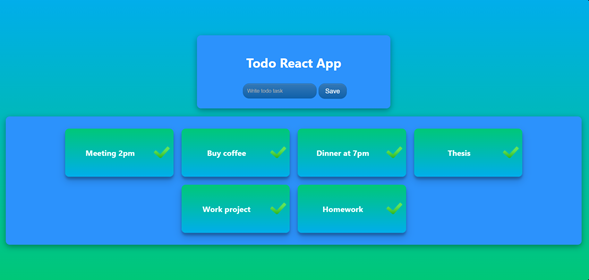 Todo React App
Write todo task
Save
Meeting 2pm
Buy coffee
Dinner at 7pm
Thesis
Work project
Homework